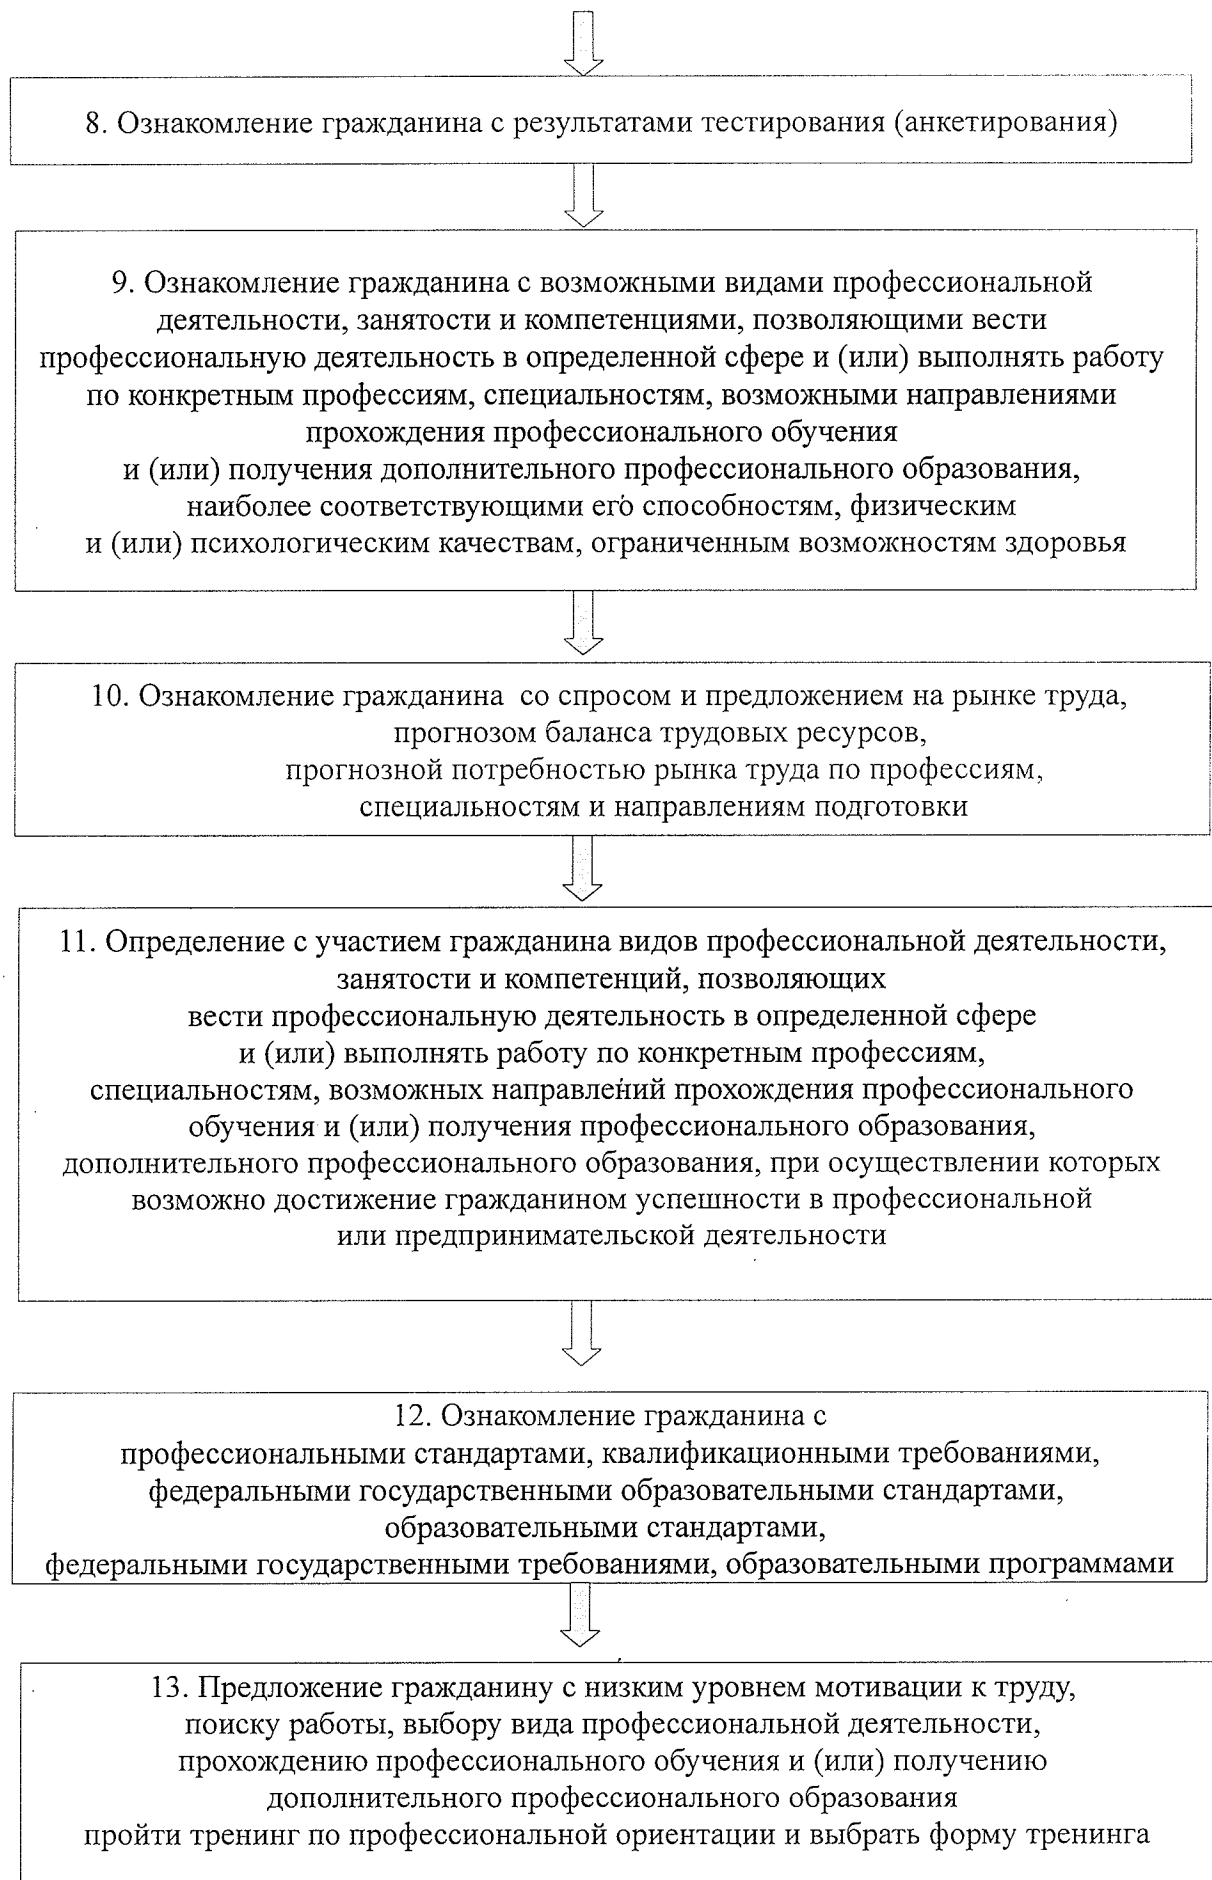 8. Ознакомление гражданина с результатами тестирования (анкетирования)
9. Ознакомление гражданина с возможными видами профессиональной
деятельности, занятости и компетенциями, позволяющими вести
профессиональную деятельность в определенной сфере и (или) выполнять работу
по конкретным профессиям, специальностям, возможными направлениями
прохождения профессионального обучения
и (или) получения дополнительного профессионального образования,
наиболее соответствующими его способностям, физическим
и (или) психологическим качествам, ограниченным возможностям здоровья
10. Ознакомление гражданина со спросом и предложением на рынке труда,
прогнозом баланса трудовых ресурсов,
прогнозной потребностью рынка труда по профессиям,
специальностям и направлениям подготовки
11. Определение с участием гражданина видов профессиональной деятельности,
занятости и компетенций, позволяющих
вести профессиональную деятельность в определенной сфере
и (или) выполнять работу по конкретным профессиям,
специальностям, возможных направлений прохождения профессионального
обучения и (или) получения профессионального образования,
дополнительного профессионального образования, при осуществлении которых
возможно достижение гражданином успешности в профессиональной
или предпринимательской деятельности
12. Ознакомление гражданина с
профессиональными стандартами, квалификационными требованиями,
федеральными государственными образовательными стандартами,
образовательными стандартами,
федеральными государственными требованиями, образовательными программами
13. Предложение гражданину с низким уровнем мотивации к труду,
поиску работы, выбору вида профессиональной деятельности,
прохождению профессионального обучения и (или) получению
дополнительного профессионального образования
пройти тренинг по профессиональной ориентации и выбрать форму тренинга